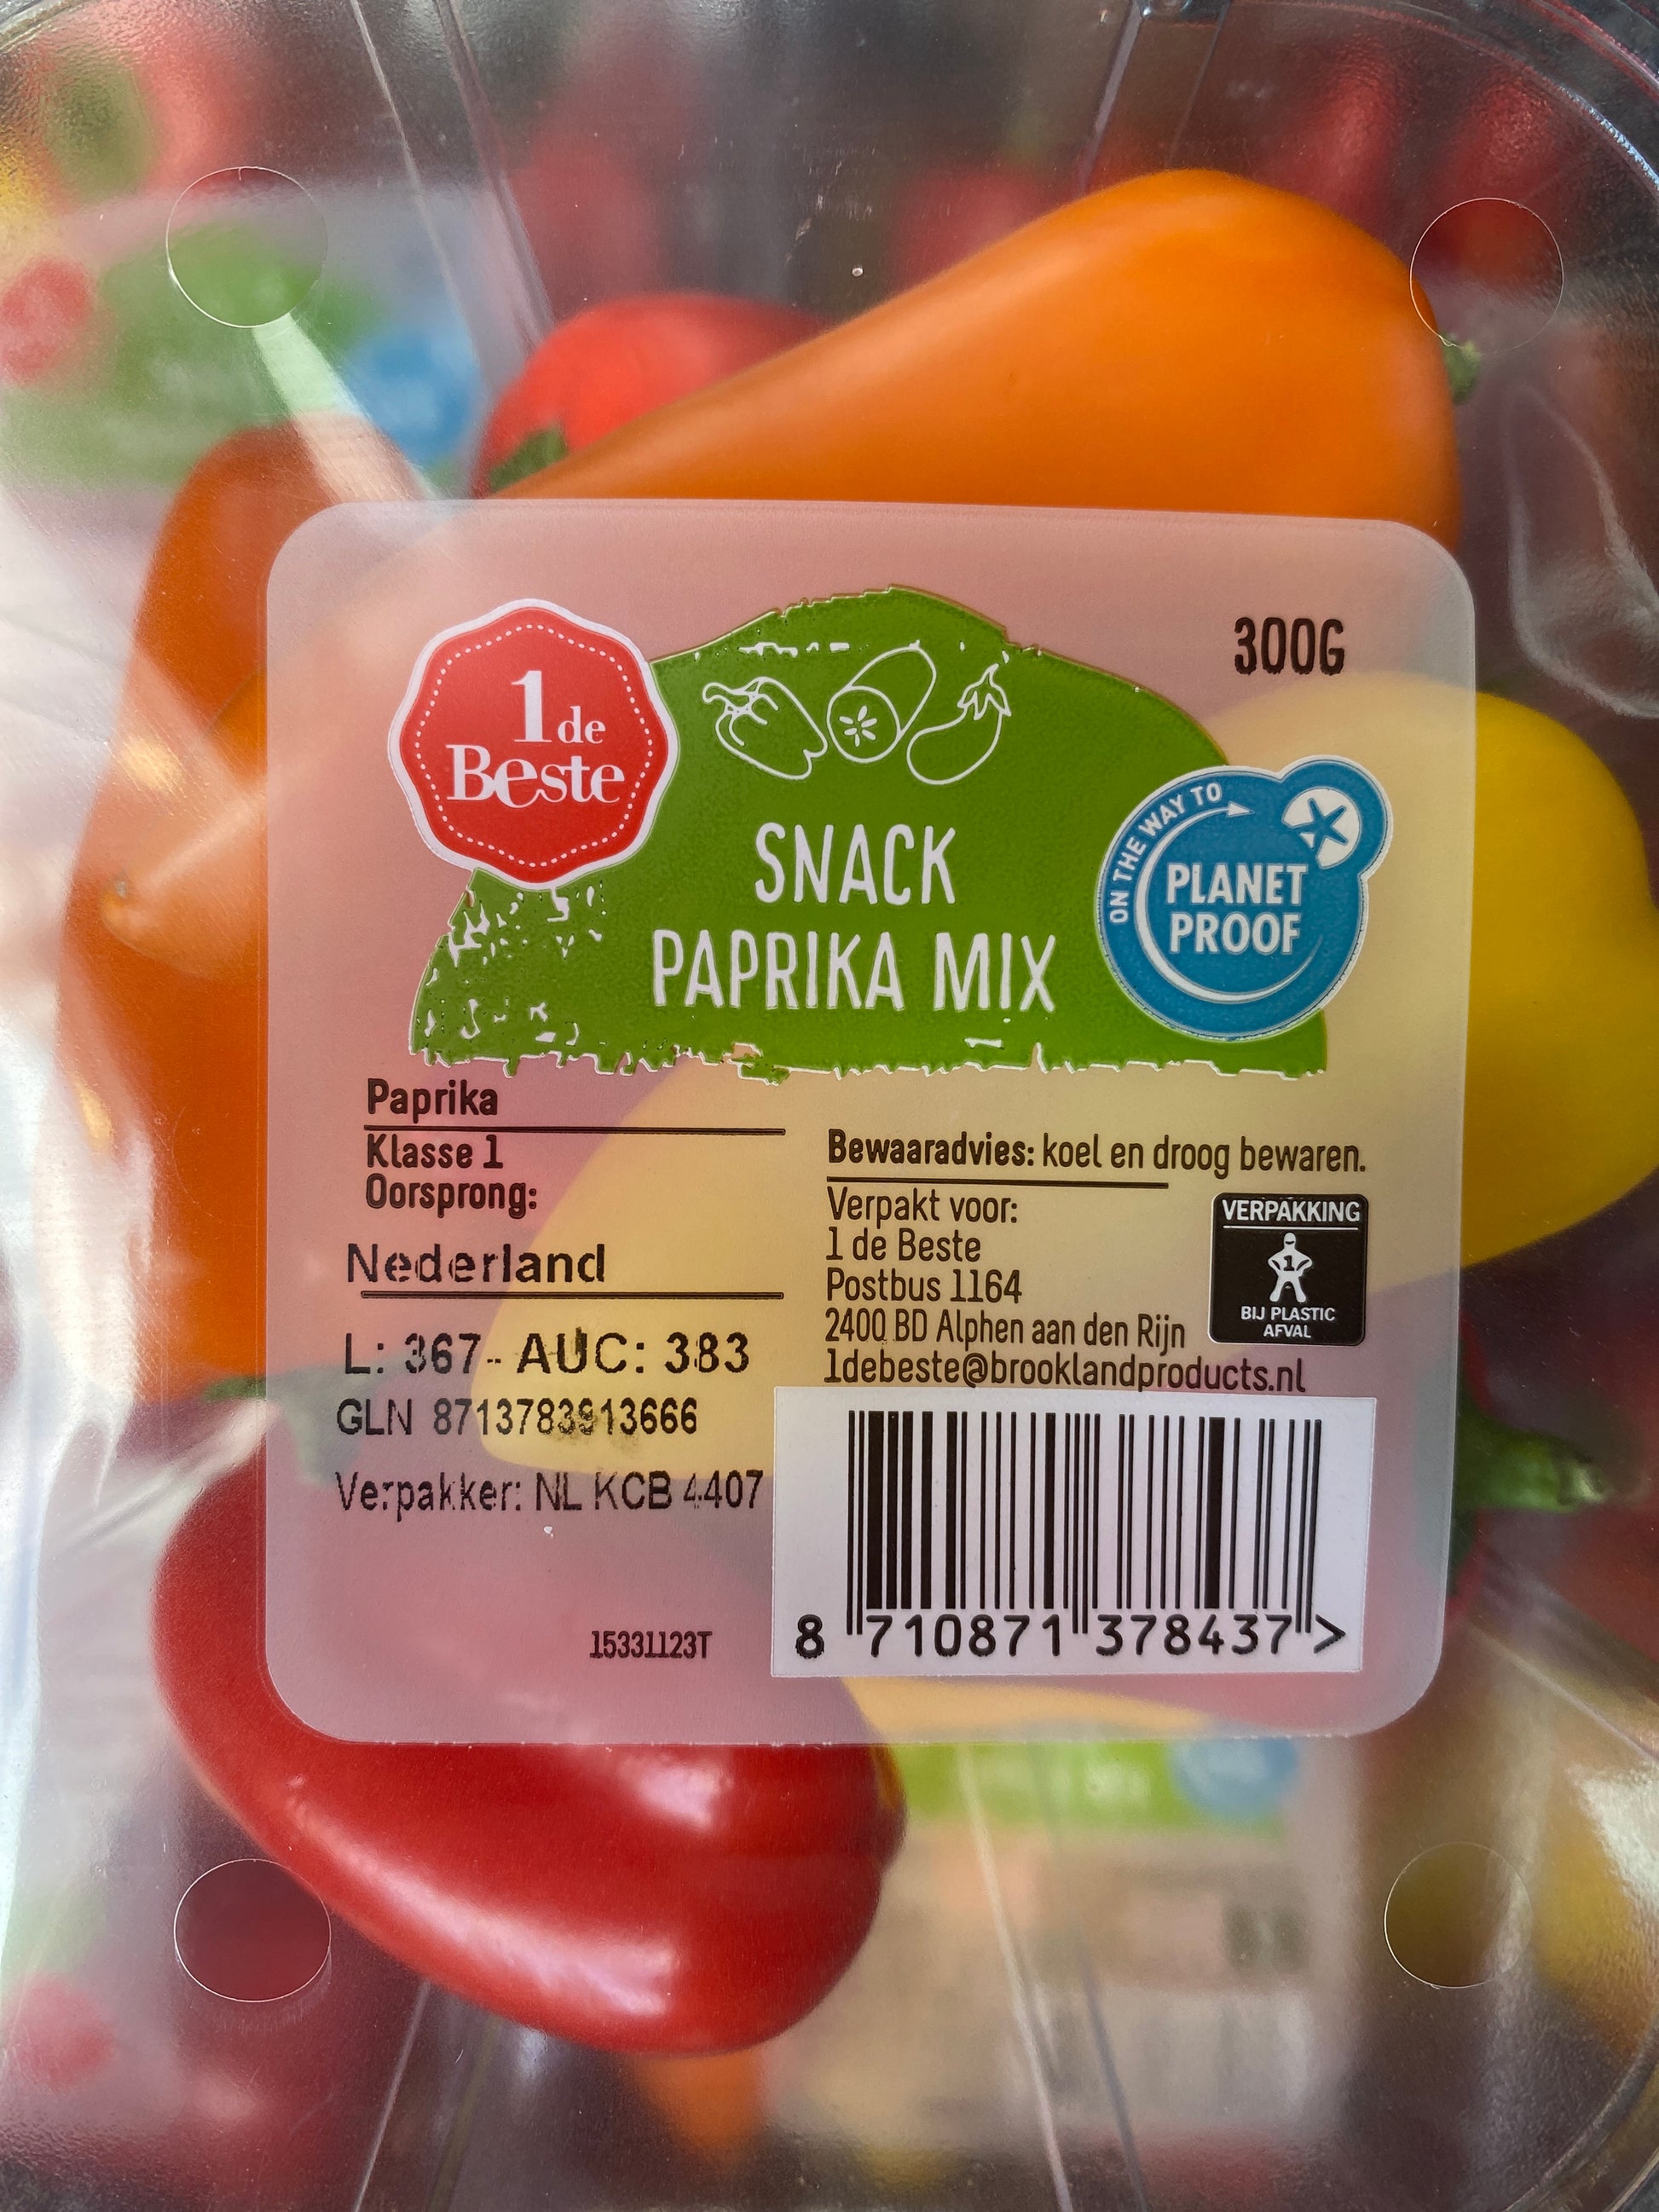 1 de
Beste
300G
SNACK
PAPRIKA MIX
ON THE WAY TO
PLANET
PROOF
Paprika
Klasse 1
Oorsprong:
Nederland
L: 367- AUC: 383
GLN 8713783913666
Verpakker: NL KCB 4407
15331123T
Bewaaradvies: koel en droog bewaren.
Verpakt voor:
1 de Beste
Postbus 1164
2400 BD Alphen aan den Rijn
1debeste@brooklandproducts.nl
VERPAKKING
1
BIJ PLASTIC
AFVAL
8 710871 378437 >